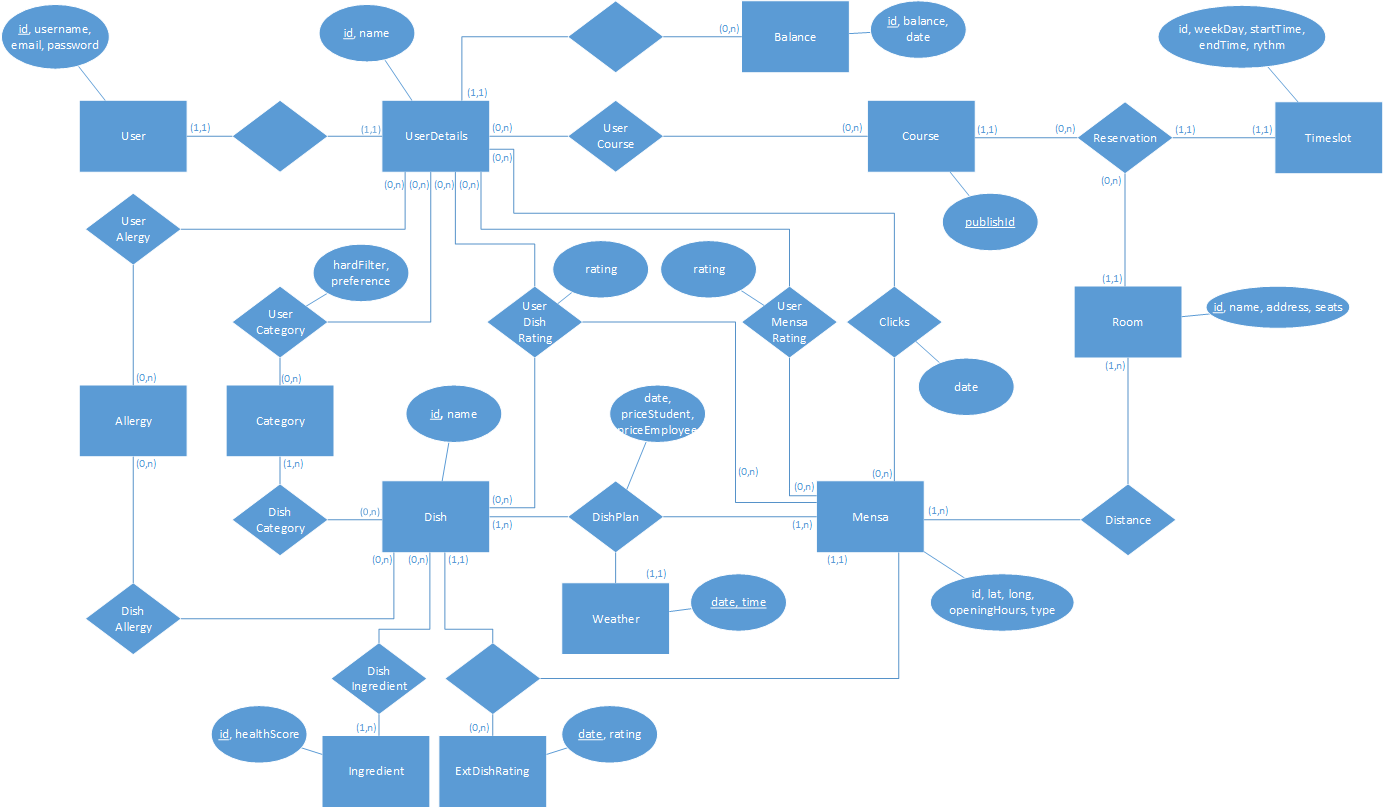 id, username,
email, password
id, name
(0,n)
Balance
id, balance,
date
id, weekDay, startTime,
endTime, rythm
(1,1)
User
(1,1)
(1,1)
UserDetails
(0,n)
User
Course
(0,n)
Course
(1,1)
(0,n)
Reservation
(1,1)
(1,1)
Timeslot
(0,n)
(0,n)
(0,n)
(0,n)
(0,n)
(0,n)
User
Alergy
publishId
hardFilter,
preference
rating
rating
(1,1)
User
Category
User
Dish
Rating
User
Mensa
Rating
Clicks
Room
id, name, address, seats
(0,n)
(0,n)
date
(1,n)
Allergy
Category
id, name
date,
priceStudent,
priceEmployee
(0,n)
(1,n)
(0,n)
(0,n)
(0,n)
(0,n)
Dish
Category
(0,n)
Dish
(0,n)
(1,n)
DishPlan
(1,n)
Mensa
(1,n)
Distance
(0,n)
(0,n)
(1,1)
(1,1)
(1,1)
Dish
Allergy
Weather
date, time
id, lat, long,
openingHours, type
Dish
Ingredient
(1,n)
(0,n)
id, healthScore
date, rating
Ingredient
ExtDishRating